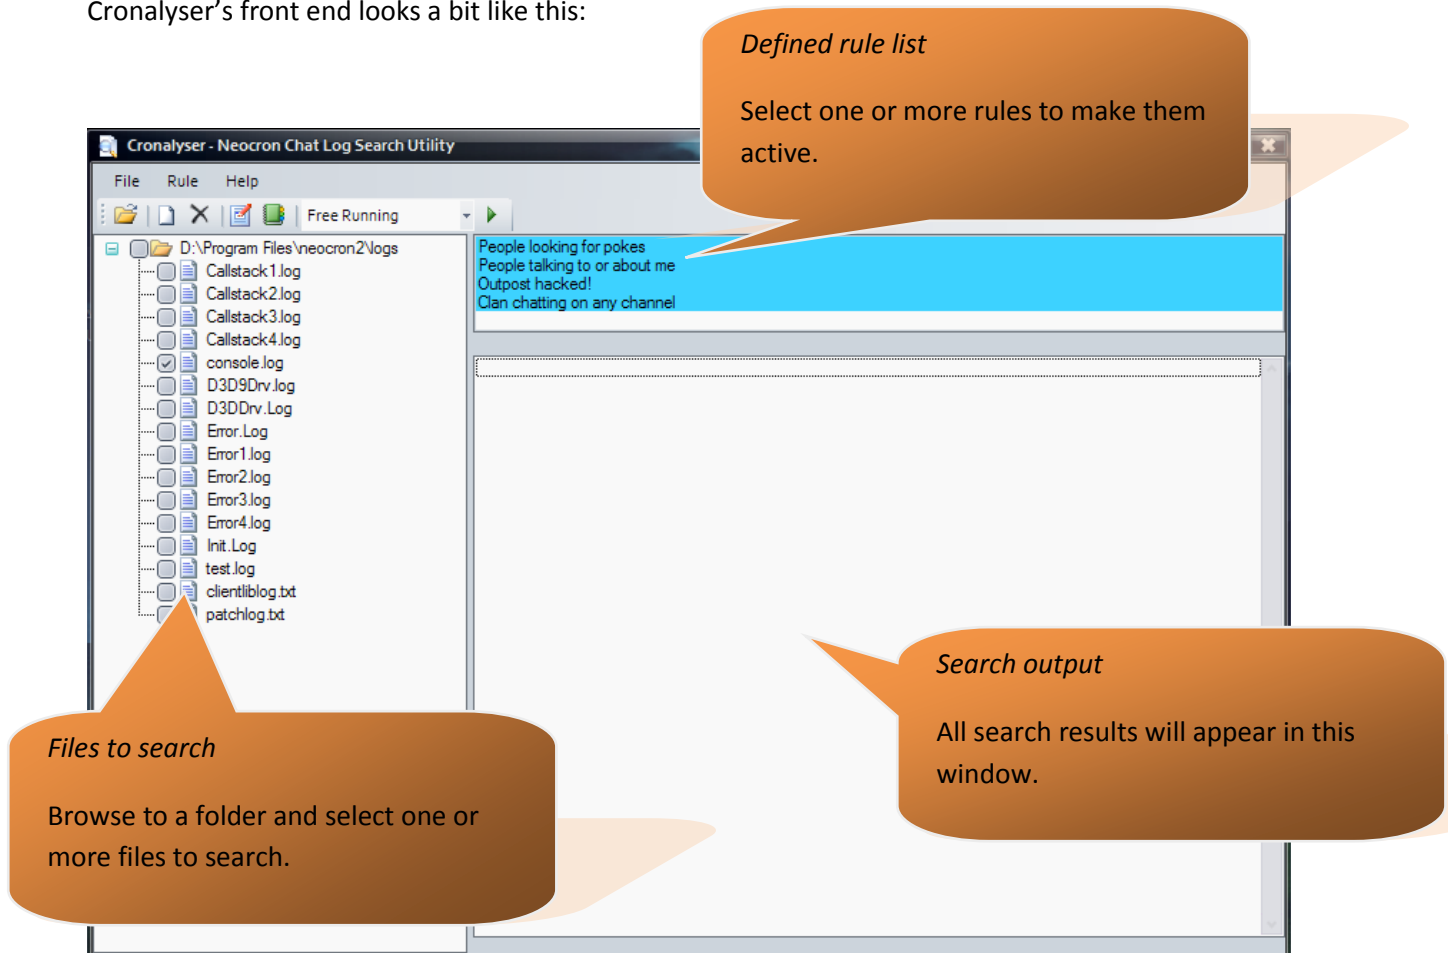 Cronalyser’s front end looks a bit like this:
Defined rule list
Select one or more rules to make them
active.
Cronalyser - Neocron Chat Log Search Utility
File Rule Help
Free Running
D:\Program Files\neocron2\logs
Callstack1.log
Callstack2.log
Callstack3.log
Callstack4.log
console.log
D3D9Drv.log
D3DDrv.Log
Error.Log
Error1.log
Error2.log
Error3.log
Error4.log
Init.Log
test.log
clientliblog.txt
patchlog.txt
People looking for pokes
People talking to or about me
Outpost hacked!
Clan chatting on any channel
Search output
All search results will appear in this
window.
Files to search
Browse to a folder and select one or
more files to search.